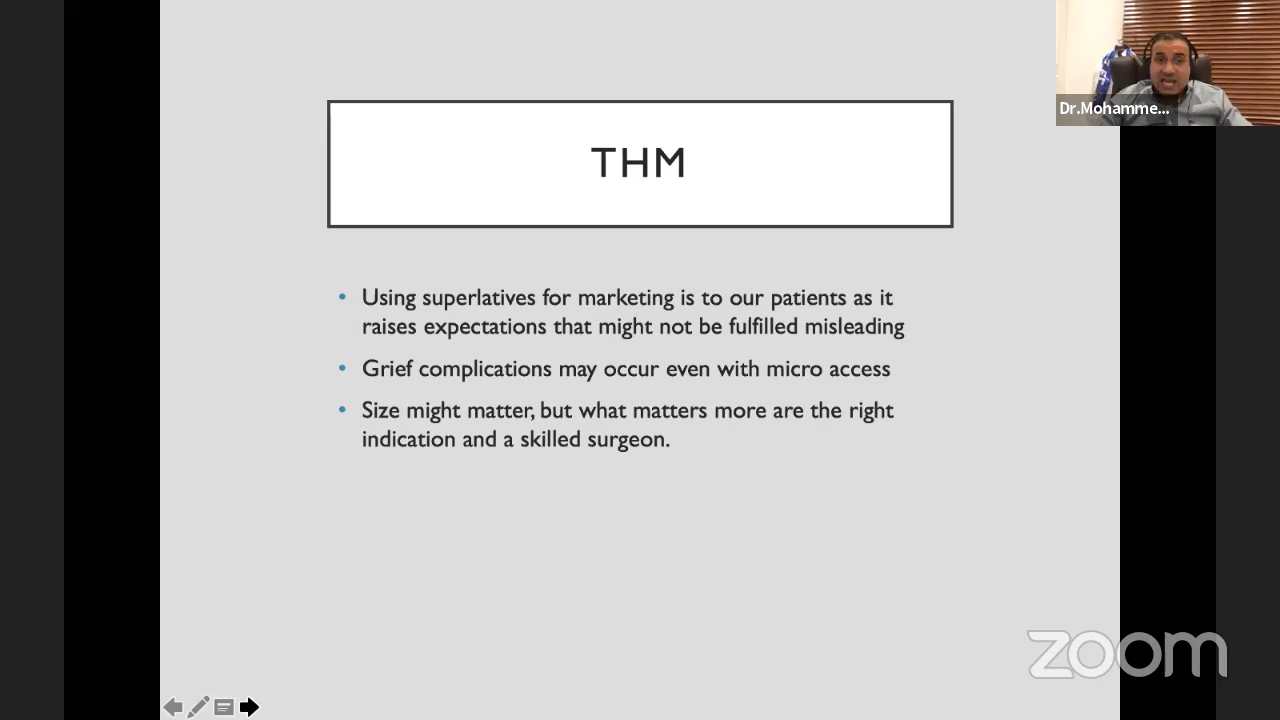 Dr.Mohamme...
THM
• Using superlatives for marketing is to our patients as it
raises expectations that might not be fulfilled misleading
• Grief complications may occur even with micro access
• Size might matter, but what matters more are the right
indication and a skilled surgeon.
zoom